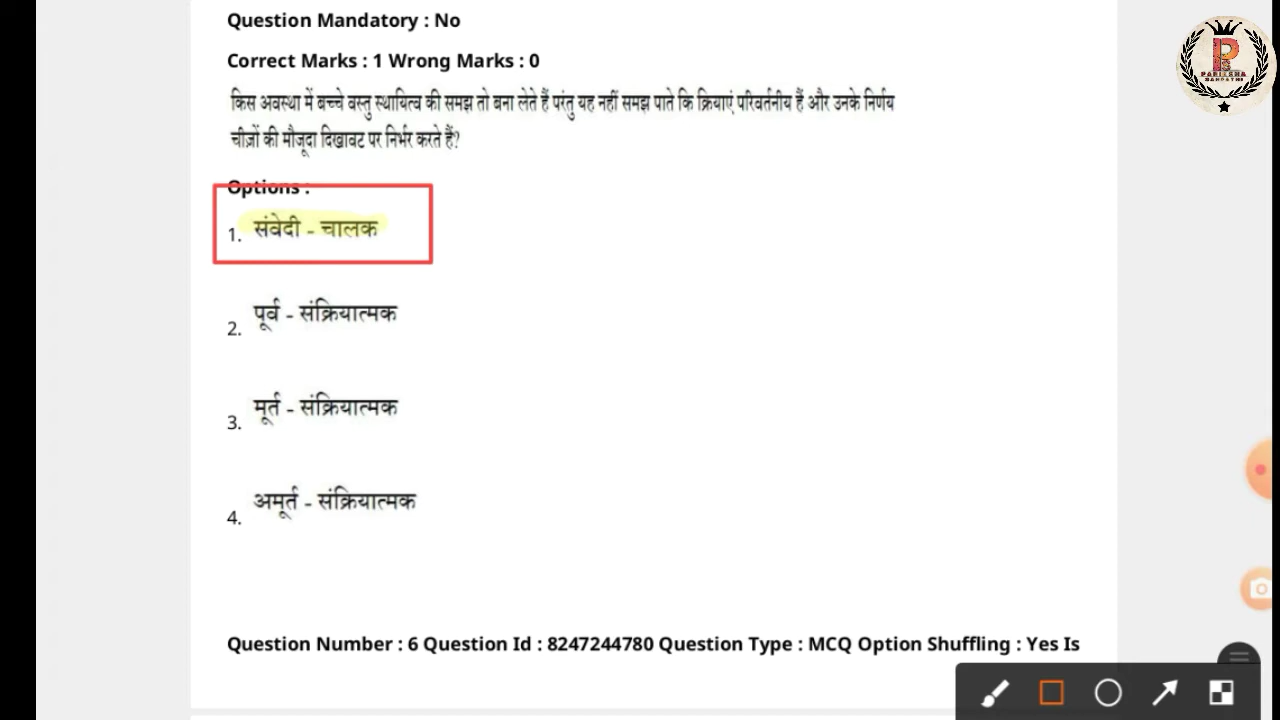 Question Mandatory : No
Correct Marks : 1 Wrong Marks : 0
किस अवस्था में बच्चे वस्तु स्थायित्व की समझ तो बना लेते हैं परंतु यह नहीं समझ पाते कि क्रियाएं परिवर्तनीय हैं और उनके निर्णय
चीज़ों की मौजूदा दिखावट पर निर्भर करते हैं?
Options :
1. संवेदी - चालक
2. पूर्व - संक्रियात्मक
3. मूर्त - संक्रियात्मक
4. अमूर्त - संक्रियात्मक
Question Number : 6 Question Id : 8247244780 Question Type : MCQ Option Shuffling : Yes Is